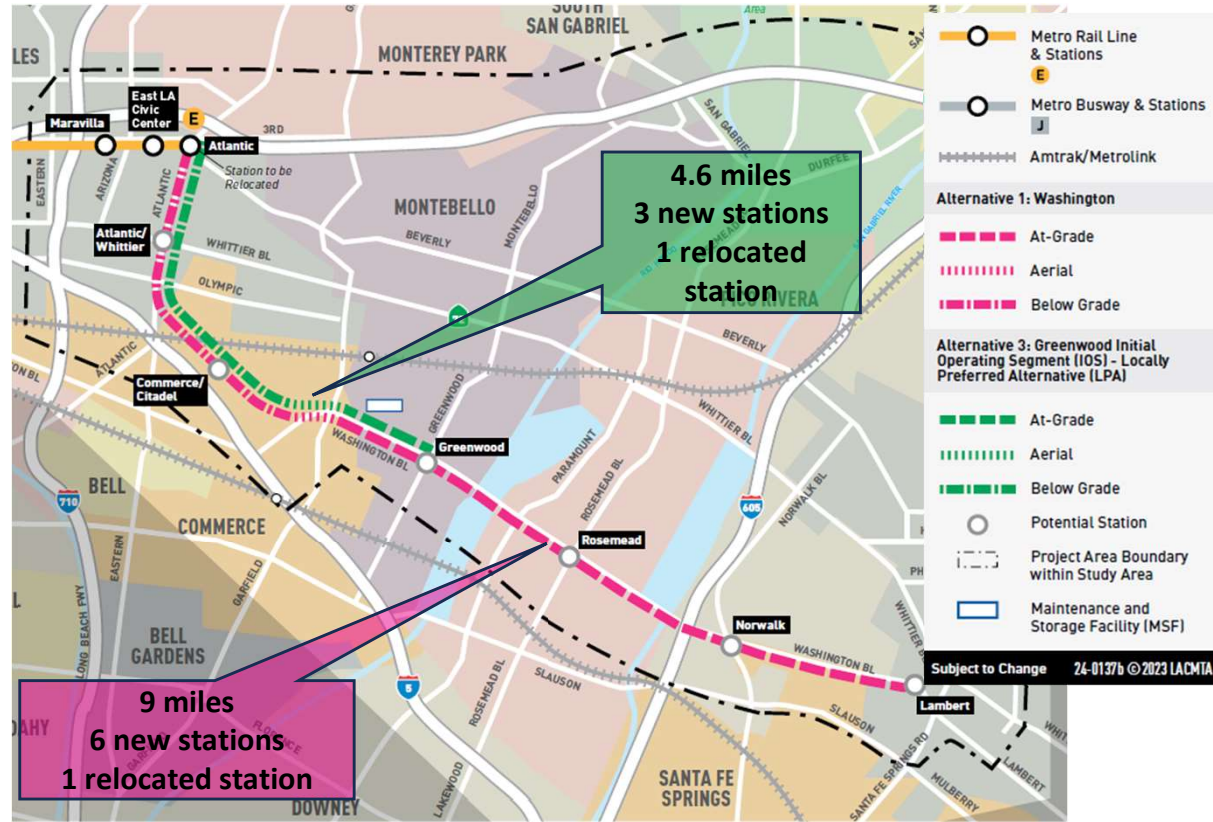 SOUTH
SAN GABRIEL
LES
MONTEREY PARK
East LA
Civic
Center
E
Maravilla
Atlantic
3RD
Station to be
Relocated
EASTERN
ARIZONA
ATLANTIC
SAN GABRIEL
DURFEE
SAN GABRIEL RIVER
MONTEBELLO
MONTEBELLO
BEVERLY
Atlantic/
Whittier
WHITTIER BL
OLYMPIC
4.6 miles
3 new stations
1 relocated
station
PICO RIVERA
BEVERLY
ATLANTIC
Commerce/
Citadel
GREENWOOD
WHITTIER BL
WASHINGTON BL
Greenwood
PARAMOUNT
ROSEMEAD BL
NORWALK BL
BELL
710
605
COMMERCE
EASTERN
GARFIELD
Rosemead
LONG BEACH FWY
BELL
GARDENS
Norwalk
WASHINGTON BL
SLAUSON
WHITTIER
5
ROSEMEAD BL
Lambert
SLAUSON
9 miles
6 new stations
1 relocated station
FLORENCE
GARFIELD
DOWNEY
LAKEWOOD
SANTA FE
SPRINGS
SANTA FE SPRINGS RD
MULBERRY
LAMBERT
Metro Rail Line
& Stations
E
Metro Busway & Stations
J
Amtrak/Metrolink
Alternative 1: Washington
At-Grade
Aerial
Below Grade
Alternative 3: Greenwood Initial
Operating Segment (IOS) - Locally
Preferred Alternative (LPA)
At-Grade
Aerial
Below Grade
Potential Station
Project Area Boundary
within Study Area
Maintenance and
Storage Facility (MSF)
Subject to Change 24-0137b ©2023 LACMTA